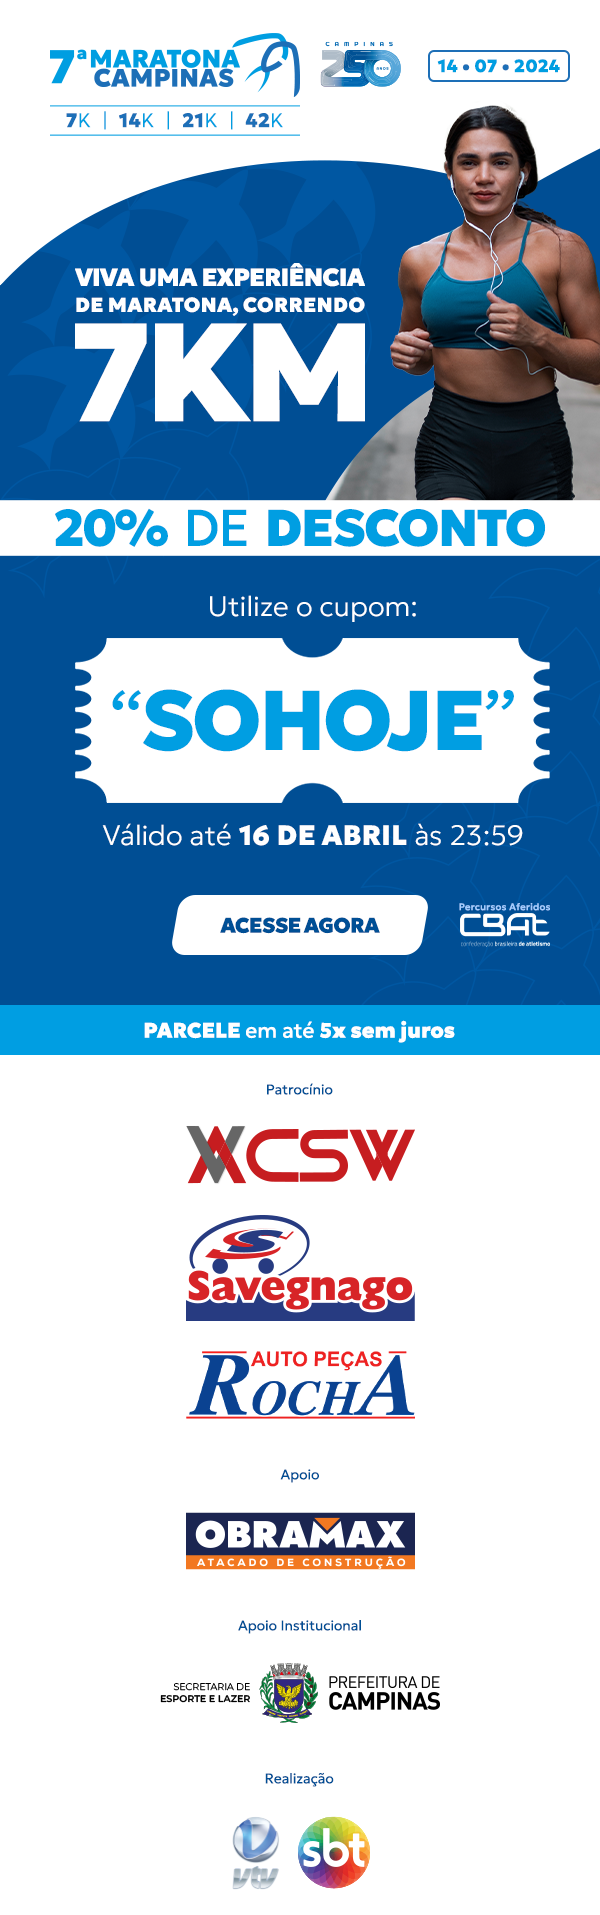 7ª MARATONA
CAMPINAS
CAMPINAS
250
ANOS
14 • 07 • 2024
7K | 14K | 21K | 42K
VIVA UMA EXPERIÊNCIA
DE MARATONA, CORRENDO
7KM
20% DE DESCONTO
Utilize o cupom:
“SOHOJE”
Válido até 16 DE ABRIL às 23:59
ACESSE AGORA
Percursos Aferidos
CBAt
confederação brasileira de atletismo
PARCELE em até 5x sem juros
Patrocínio
CSW
Savegnago
AUTO PEÇAS
ROCHA
Apoio
OBRAMAX
ATACADO DE CONSTRUÇÃO
Apoio Institucional
SECRETARIA DE
ESPORTE E LAZER
PREFEITURA DE
CAMPINAS
Realização
vtv
sbt